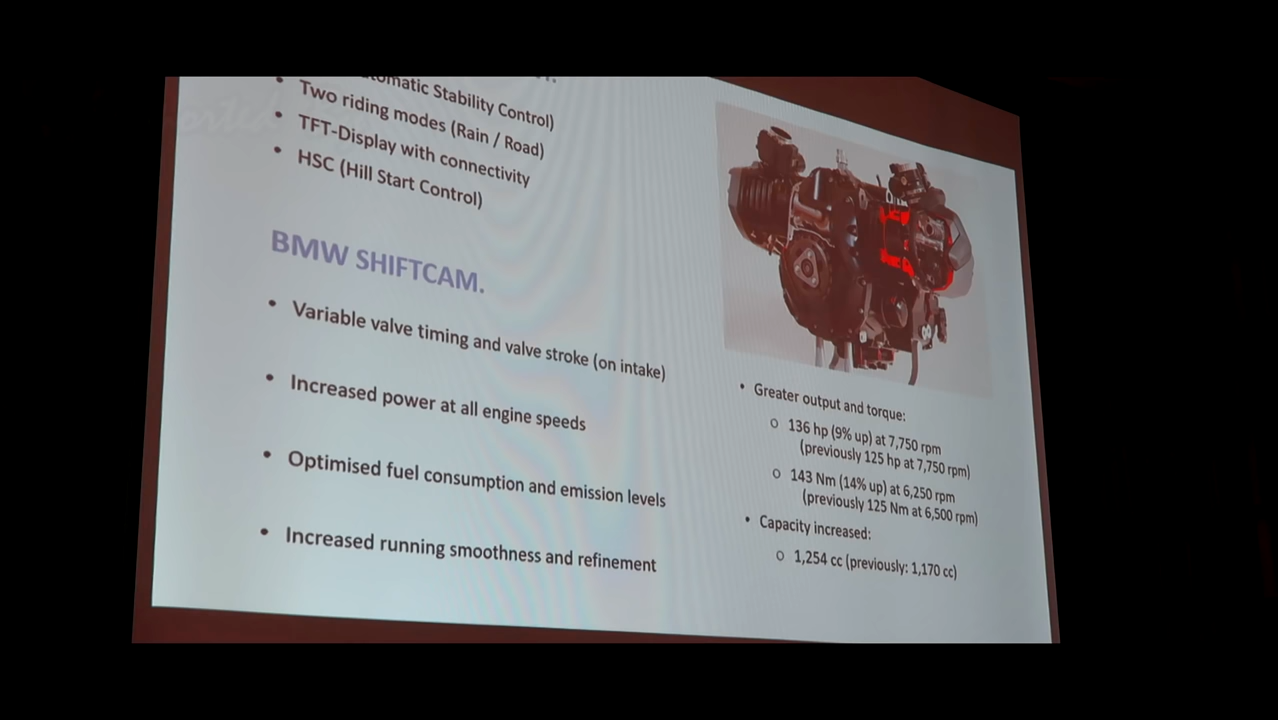 Stability Control)
• Two riding modes (Rain / Road)
• TFT-Display with connectivity
• HSC (Hill Start Control)
BMW SHIFTCAM.
• Variable valve timing and valve stroke (on intake)
• Increased power at all engine speeds
• Optimised fuel consumption and emission levels
• Increased running smoothness and refinement
• Greater output and torque:
o 136 hp (9% up) at 7,750 rpm
(previously 125 hp at 7,750 rpm)
o 143 Nm (14% up) at 6,250 rpm
(previously 125 Nm at 6,500 rpm)
• Capacity increased:
o 1,254 cc (previously: 1,170 cc)